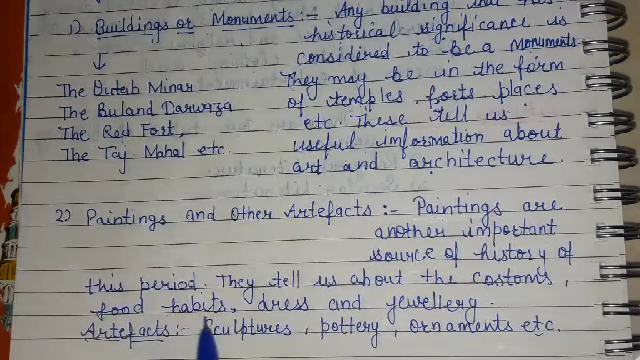 1) Buildings or Monuments :- Any building that has
historical significance is
considered to be a Monuments
The Qutab Minar They may be in the form
The Buland Darwaza of temples, forts places
The Red Fort, etc. These tell us
The Taj Mahal etc. useful information about
art and architecture.
2) Paintings and Other Artefacts :- Paintings are
another important
source of history of
this period. They tell us about the costoms,
food habits, dress and jewellery.
Artefacts :- Sculptures, pottery, ornaments etc.